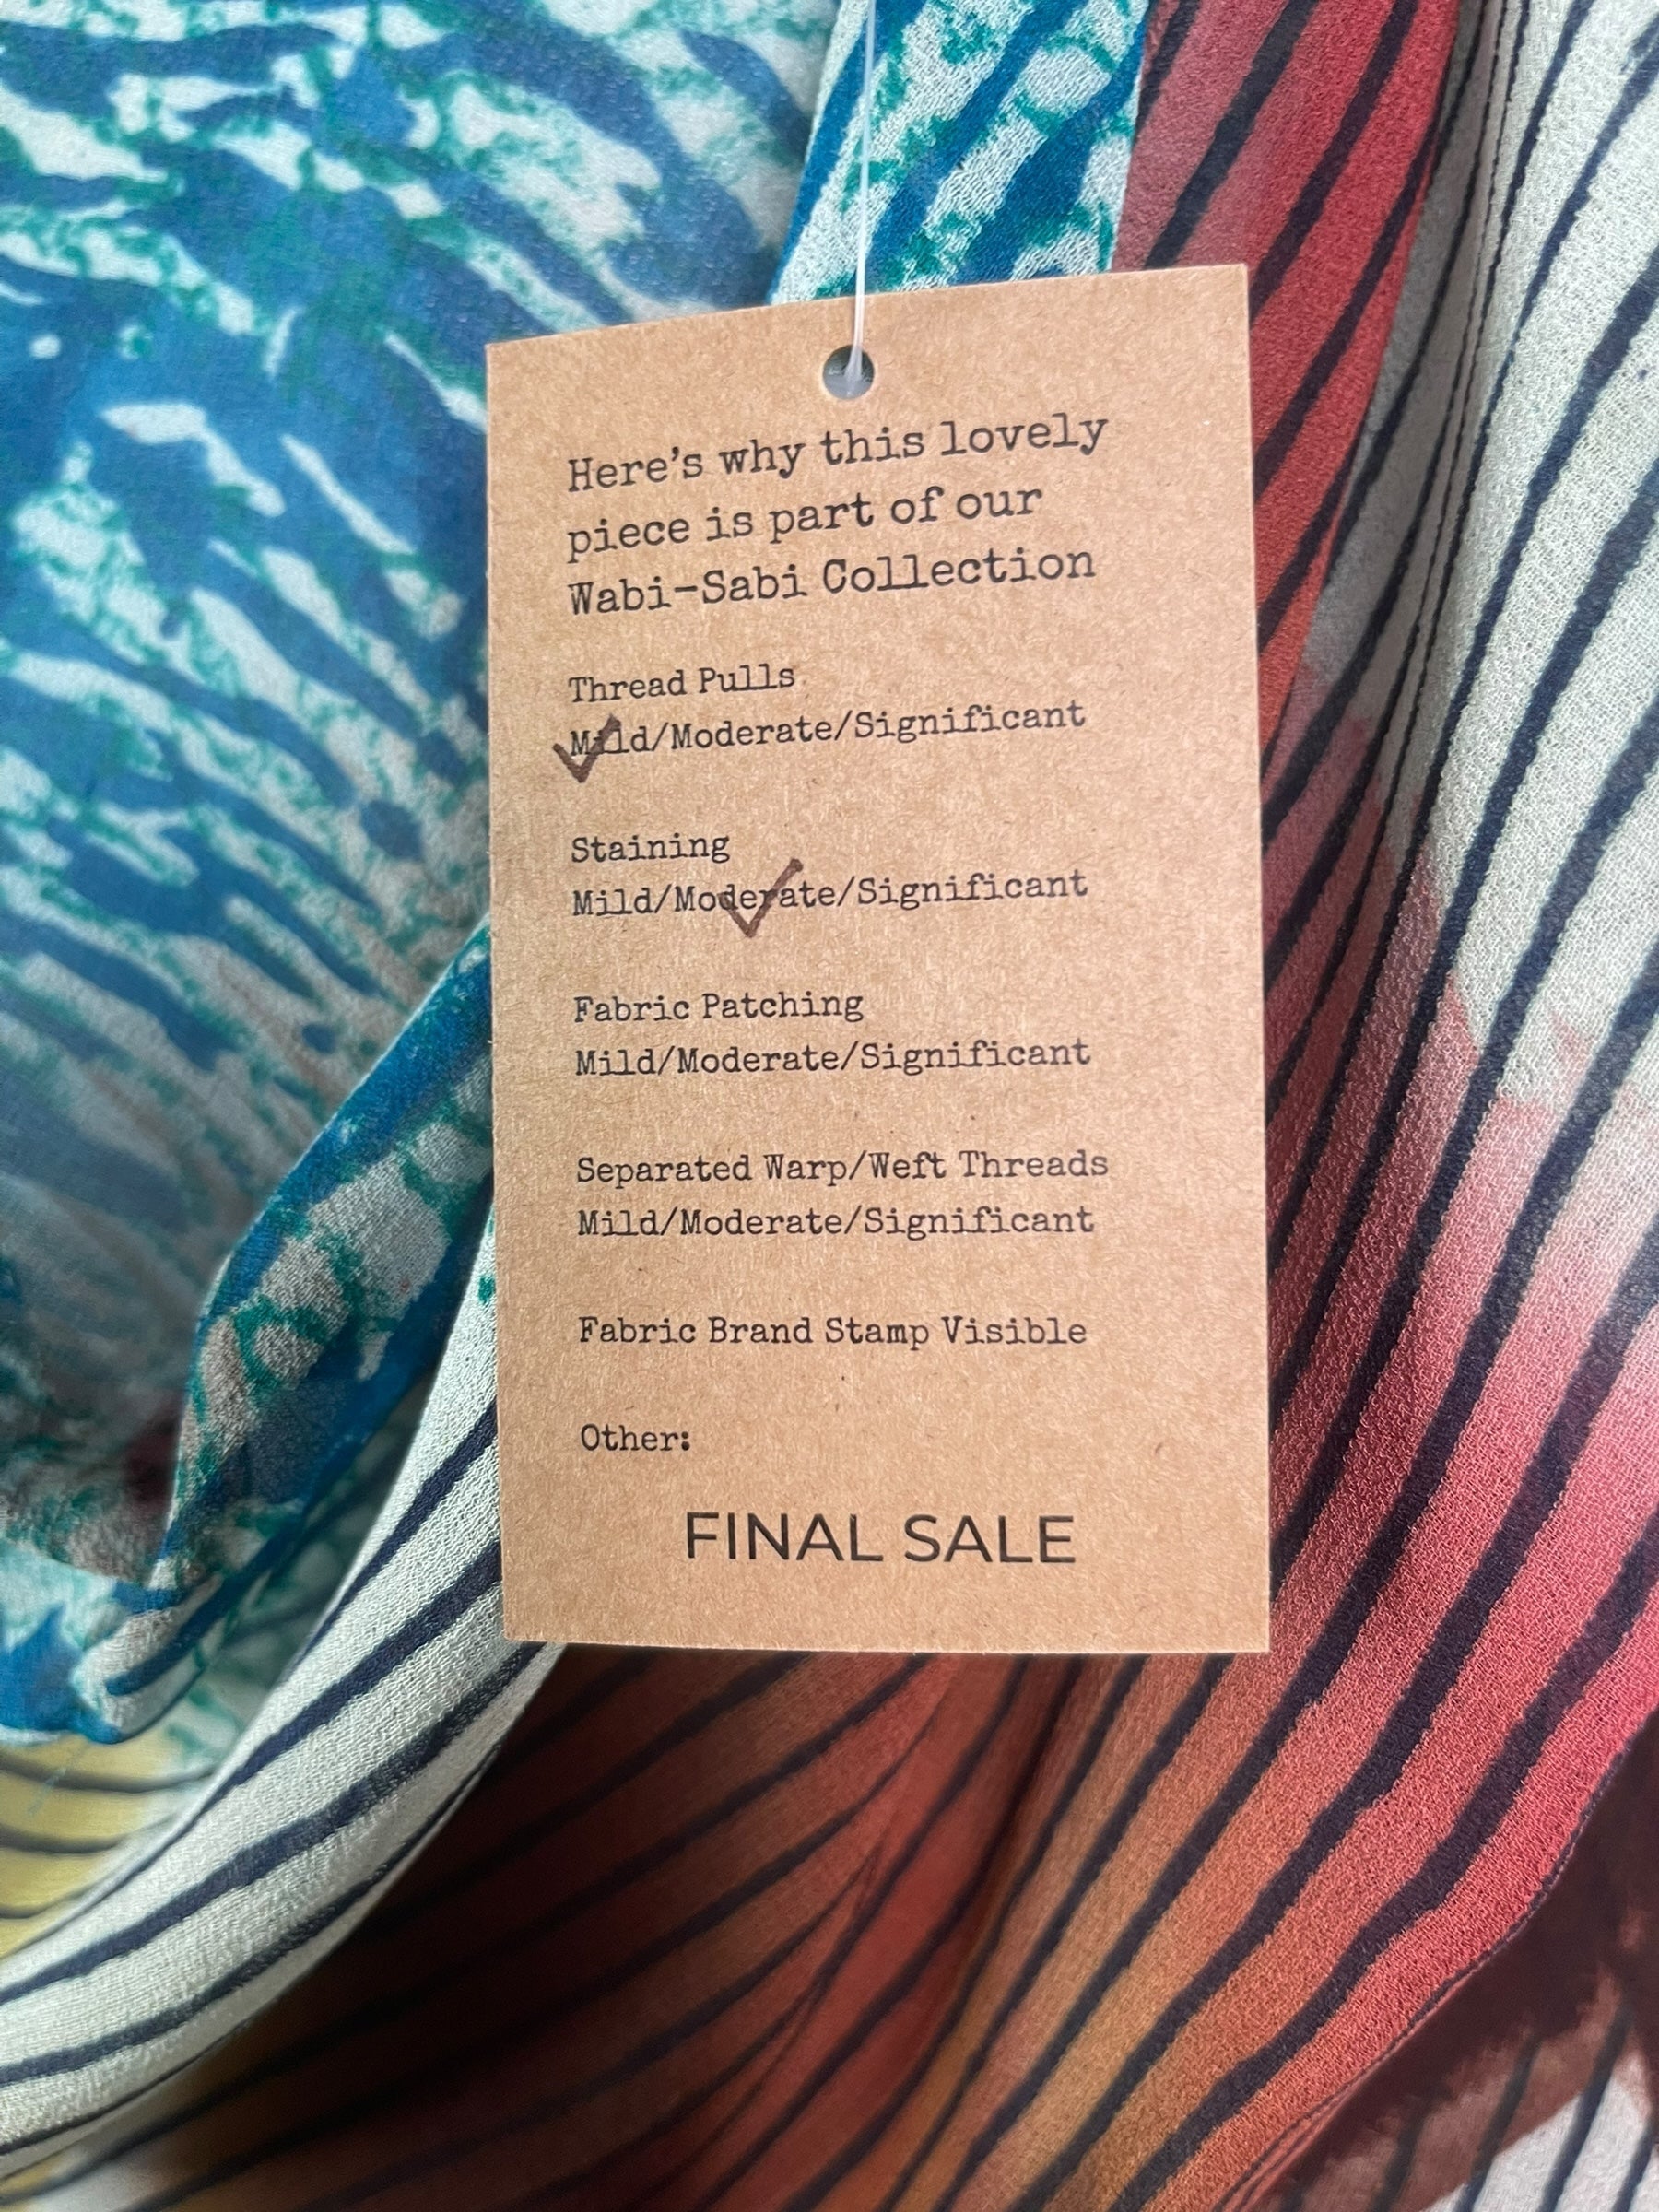 Here's why this lovely
piece is part of our
Wabi-Sabi Collection
Thread Pulls
Mild/Moderate/Significant
Staining
Mild/Moderate/Significant
Fabric Patching
Mild/Moderate/Significant
Separated Warp/Weft Threads
Mild/Moderate/Significant
Fabric Brand Stamp Visible
Other:
FINAL SALE